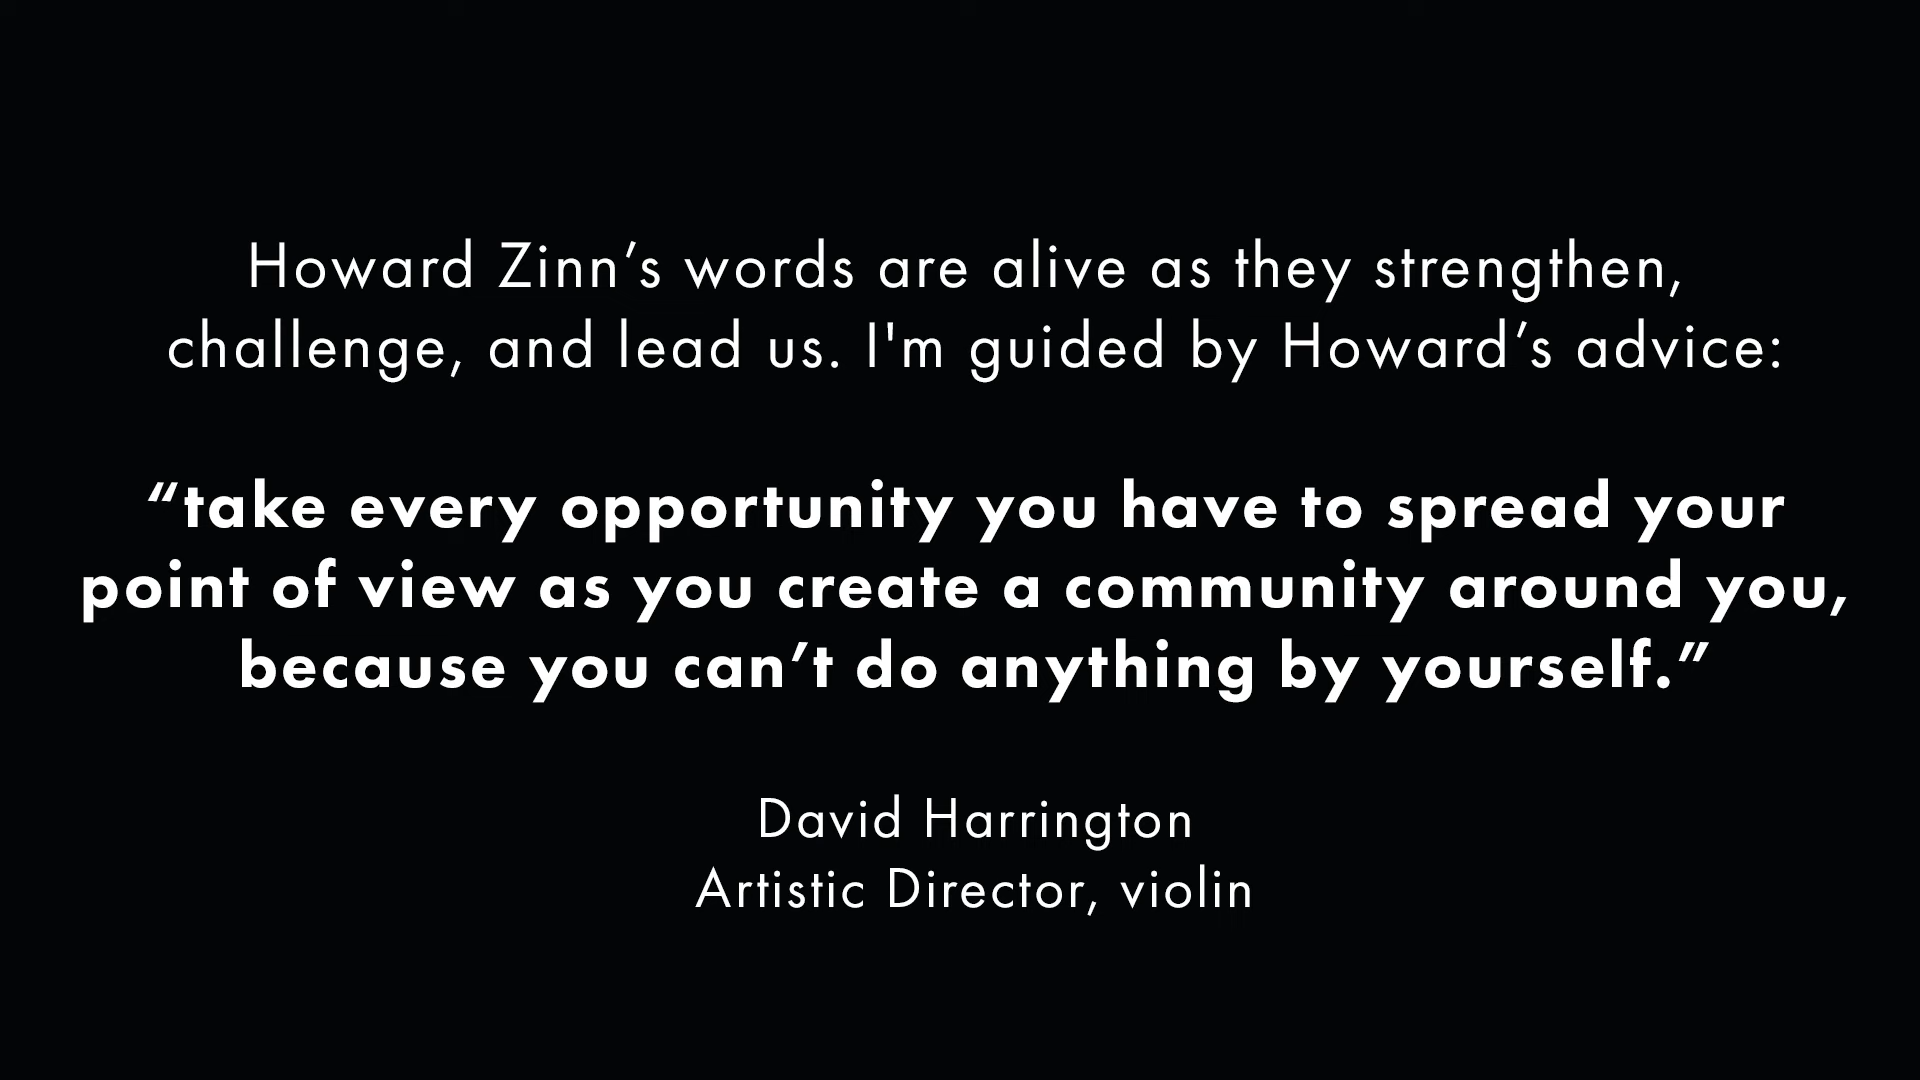 Howard Zinn’s words are alive as they strengthen,
challenge, and lead us. I'm guided by Howard’s advice:
“take every opportunity you have to spread your
point of view as you create a community around you,
because you can’t do anything by yourself.”
David Harrington
Artistic Director, violin